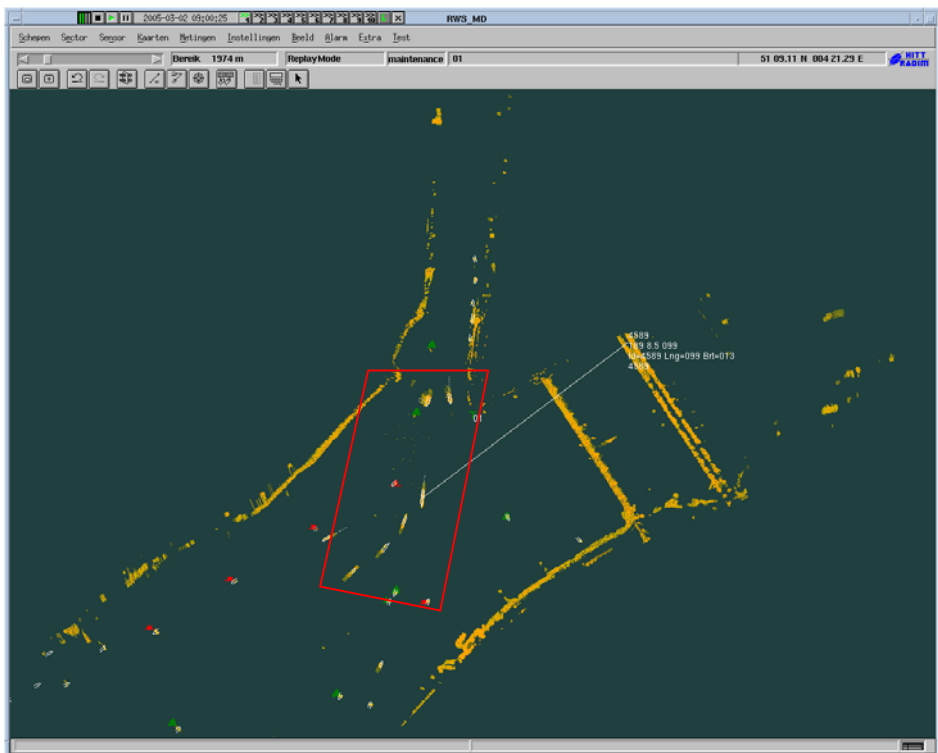 2005-03-02 09:00:25 RWS_MD
Schepen Sector Sensor Kaarten Metingen Instellingen Beeld Alarm Extra Test
Bereik 1974 m ReplayMode maintenance 01 51 09.11 N 004 21.29 E HITT
RADIM
4589
8.5 099
Id=4589 Lng=099 Brt=013
4589
01